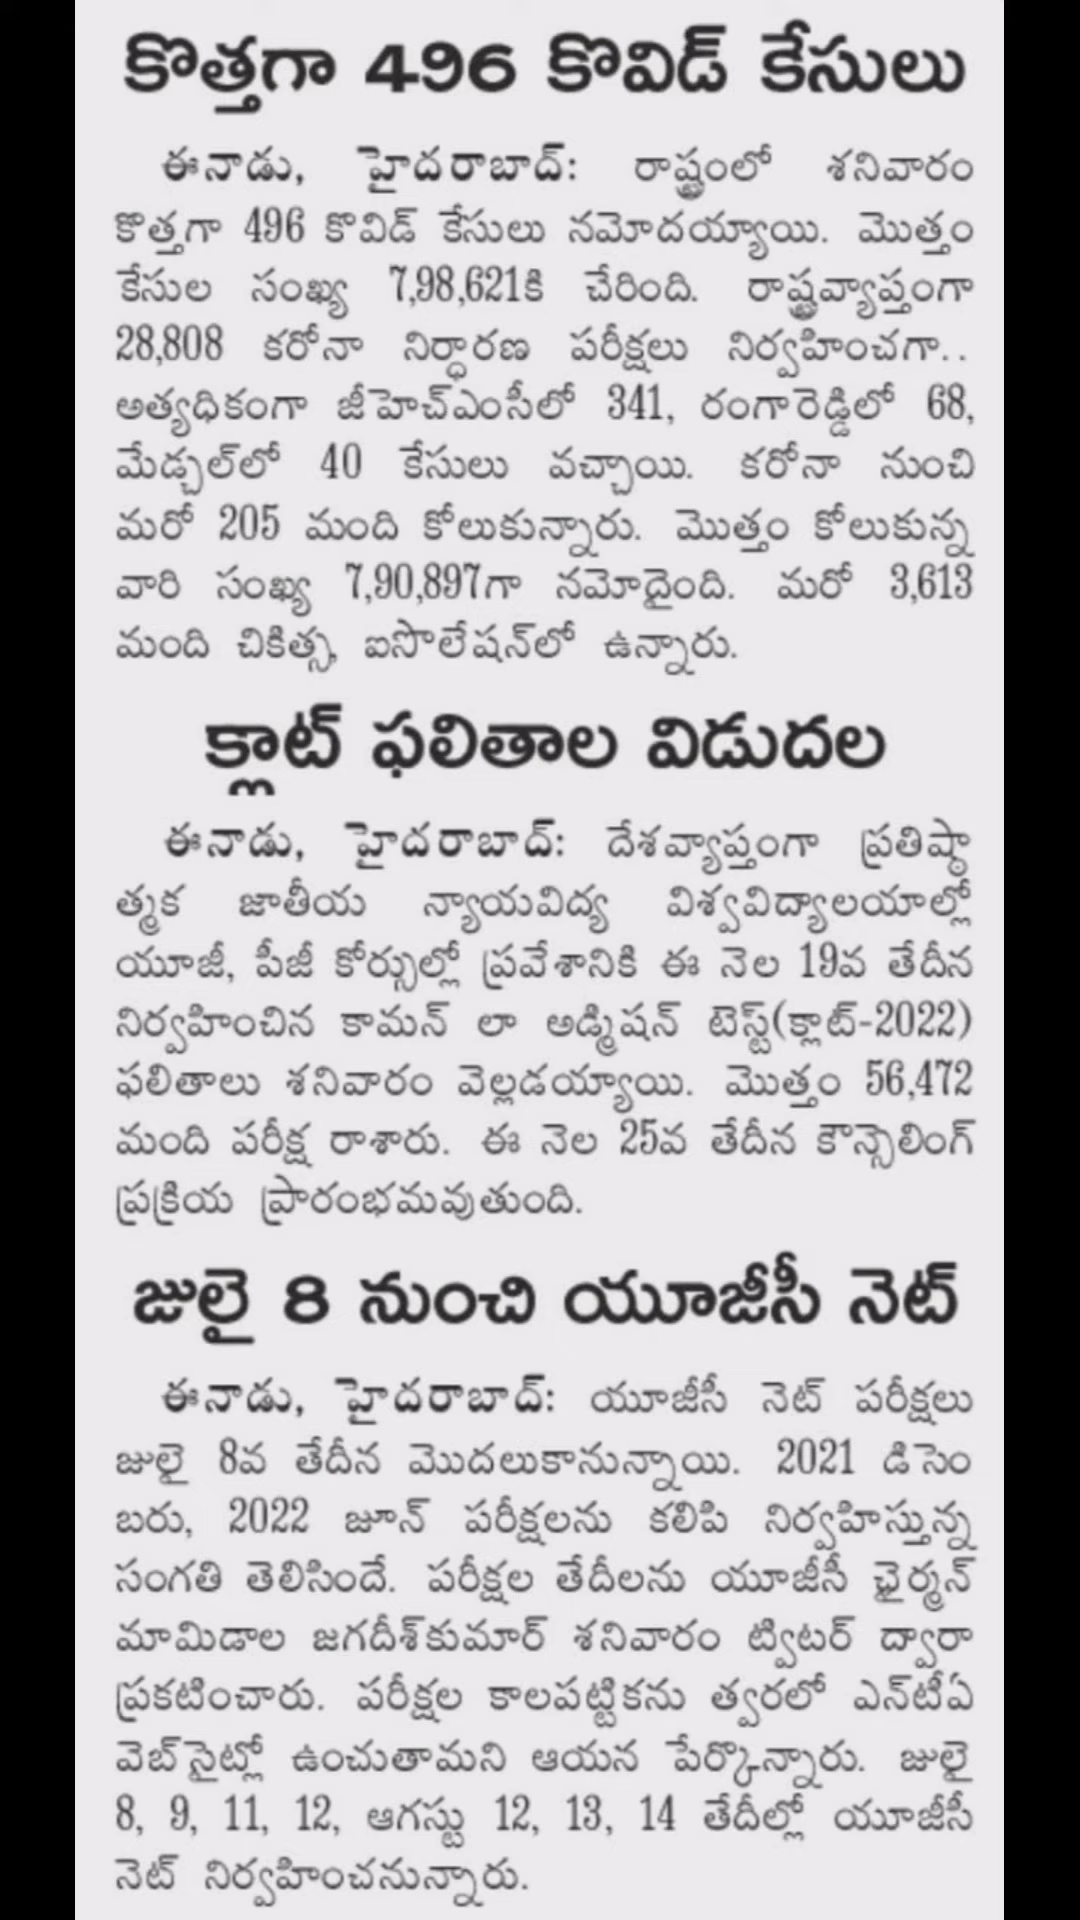 కొత్తగా 496 కొవిడ్ కేసులు
ఈనాడు, హైదరాబాద్: రాష్ట్రంలో శనివారం
కొత్తగా 496 కొవిడ్ కేసులు నమోదయ్యాయి. మొత్తం
కేసుల సంఖ్య 7,98,621కి చేరింది. రాష్ట్రవ్యాప్తంగా
28,808 కరోనా నిర్ధారణ పరీక్షలు నిర్వహించగా..
అత్యధికంగా జీహెచ్ఎంసీలో 341, రంగారెడ్డిలో 68,
మేడ్చల్‌లో 40 కేసులు వచ్చాయి. కరోనా నుంచి
మరో 205 మంది కోలుకున్నారు. మొత్తం కోలుకున్న
వారి సంఖ్య 7,90,897గా నమోదైంది. మరో 3,613
మంది చికిత్స, ఐసొలేషన్‌లో ఉన్నారు.
క్లాట్ ఫలితాల విడుదల
ఈనాడు, హైదరాబాద్: దేశవ్యాప్తంగా ప్రతిష్ఠా
త్మక జాతీయ న్యాయవిద్య విశ్వవిద్యాలయాల్లో
యూజీ, పీజీ కోర్సుల్లో ప్రవేశానికి ఈ నెల 19వ తేదీన
నిర్వహించిన కామన్ లా అడ్మిషన్ టెస్ట్(క్లాట్-2022)
ఫలితాలు శనివారం వెల్లడయ్యాయి. మొత్తం 56,472
మంది పరీక్ష రాశారు. ఈ నెల 25వ తేదీన కౌన్సెలింగ్
ప్రక్రియ ప్రారంభమవుతుంది.
జులై 8 నుంచి యూజీసీ నెట్
ఈనాడు, హైదరాబాద్: యూజీసీ నెట్ పరీక్షలు
జులై 8వ తేదీన మొదలుకానున్నాయి. 2021 డిసెం
బరు, 2022 జూన్ పరీక్షలను కలిపి నిర్వహిస్తున్న
సంగతి తెలిసిందే. పరీక్షల తేదీలను యూజీసీ ఛైర్మన్
మామిడాల జగదీశ్‌కుమార్ శనివారం ట్విటర్ ద్వారా
ప్రకటించారు. పరీక్షల కాలపట్టికను త్వరలో ఎన్‌టీఏ
వెబ్‌సైట్లో ఉంచుతామని ఆయన పేర్కొన్నారు. జులై
8, 9, 11, 12, ఆగస్టు 12, 13, 14 తేదీల్లో యూజీసీ
నెట్ నిర్వహించనున్నారు.